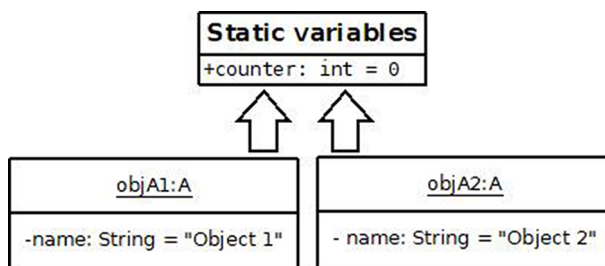 Static variables
+counter: int = 0
objA1:A
-name: String = "Object 1"
objA2:A
- name: String = "Object 2"